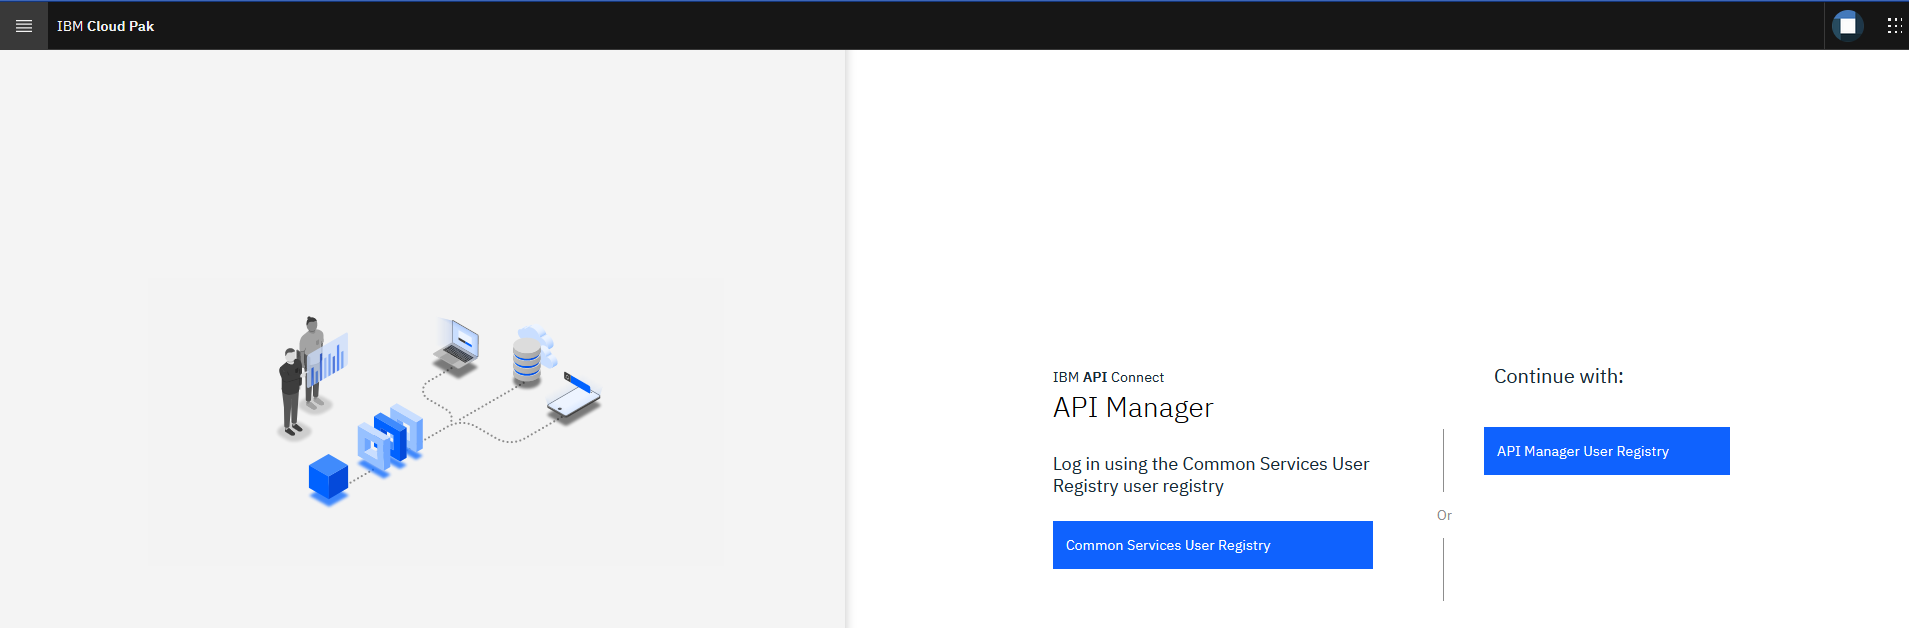 IBM Cloud Pak
IBM API Connect
API Manager
Log in using the Common Services User
Registry user registry
Common Services User Registry
Or
Continue with:
API Manager User Registry